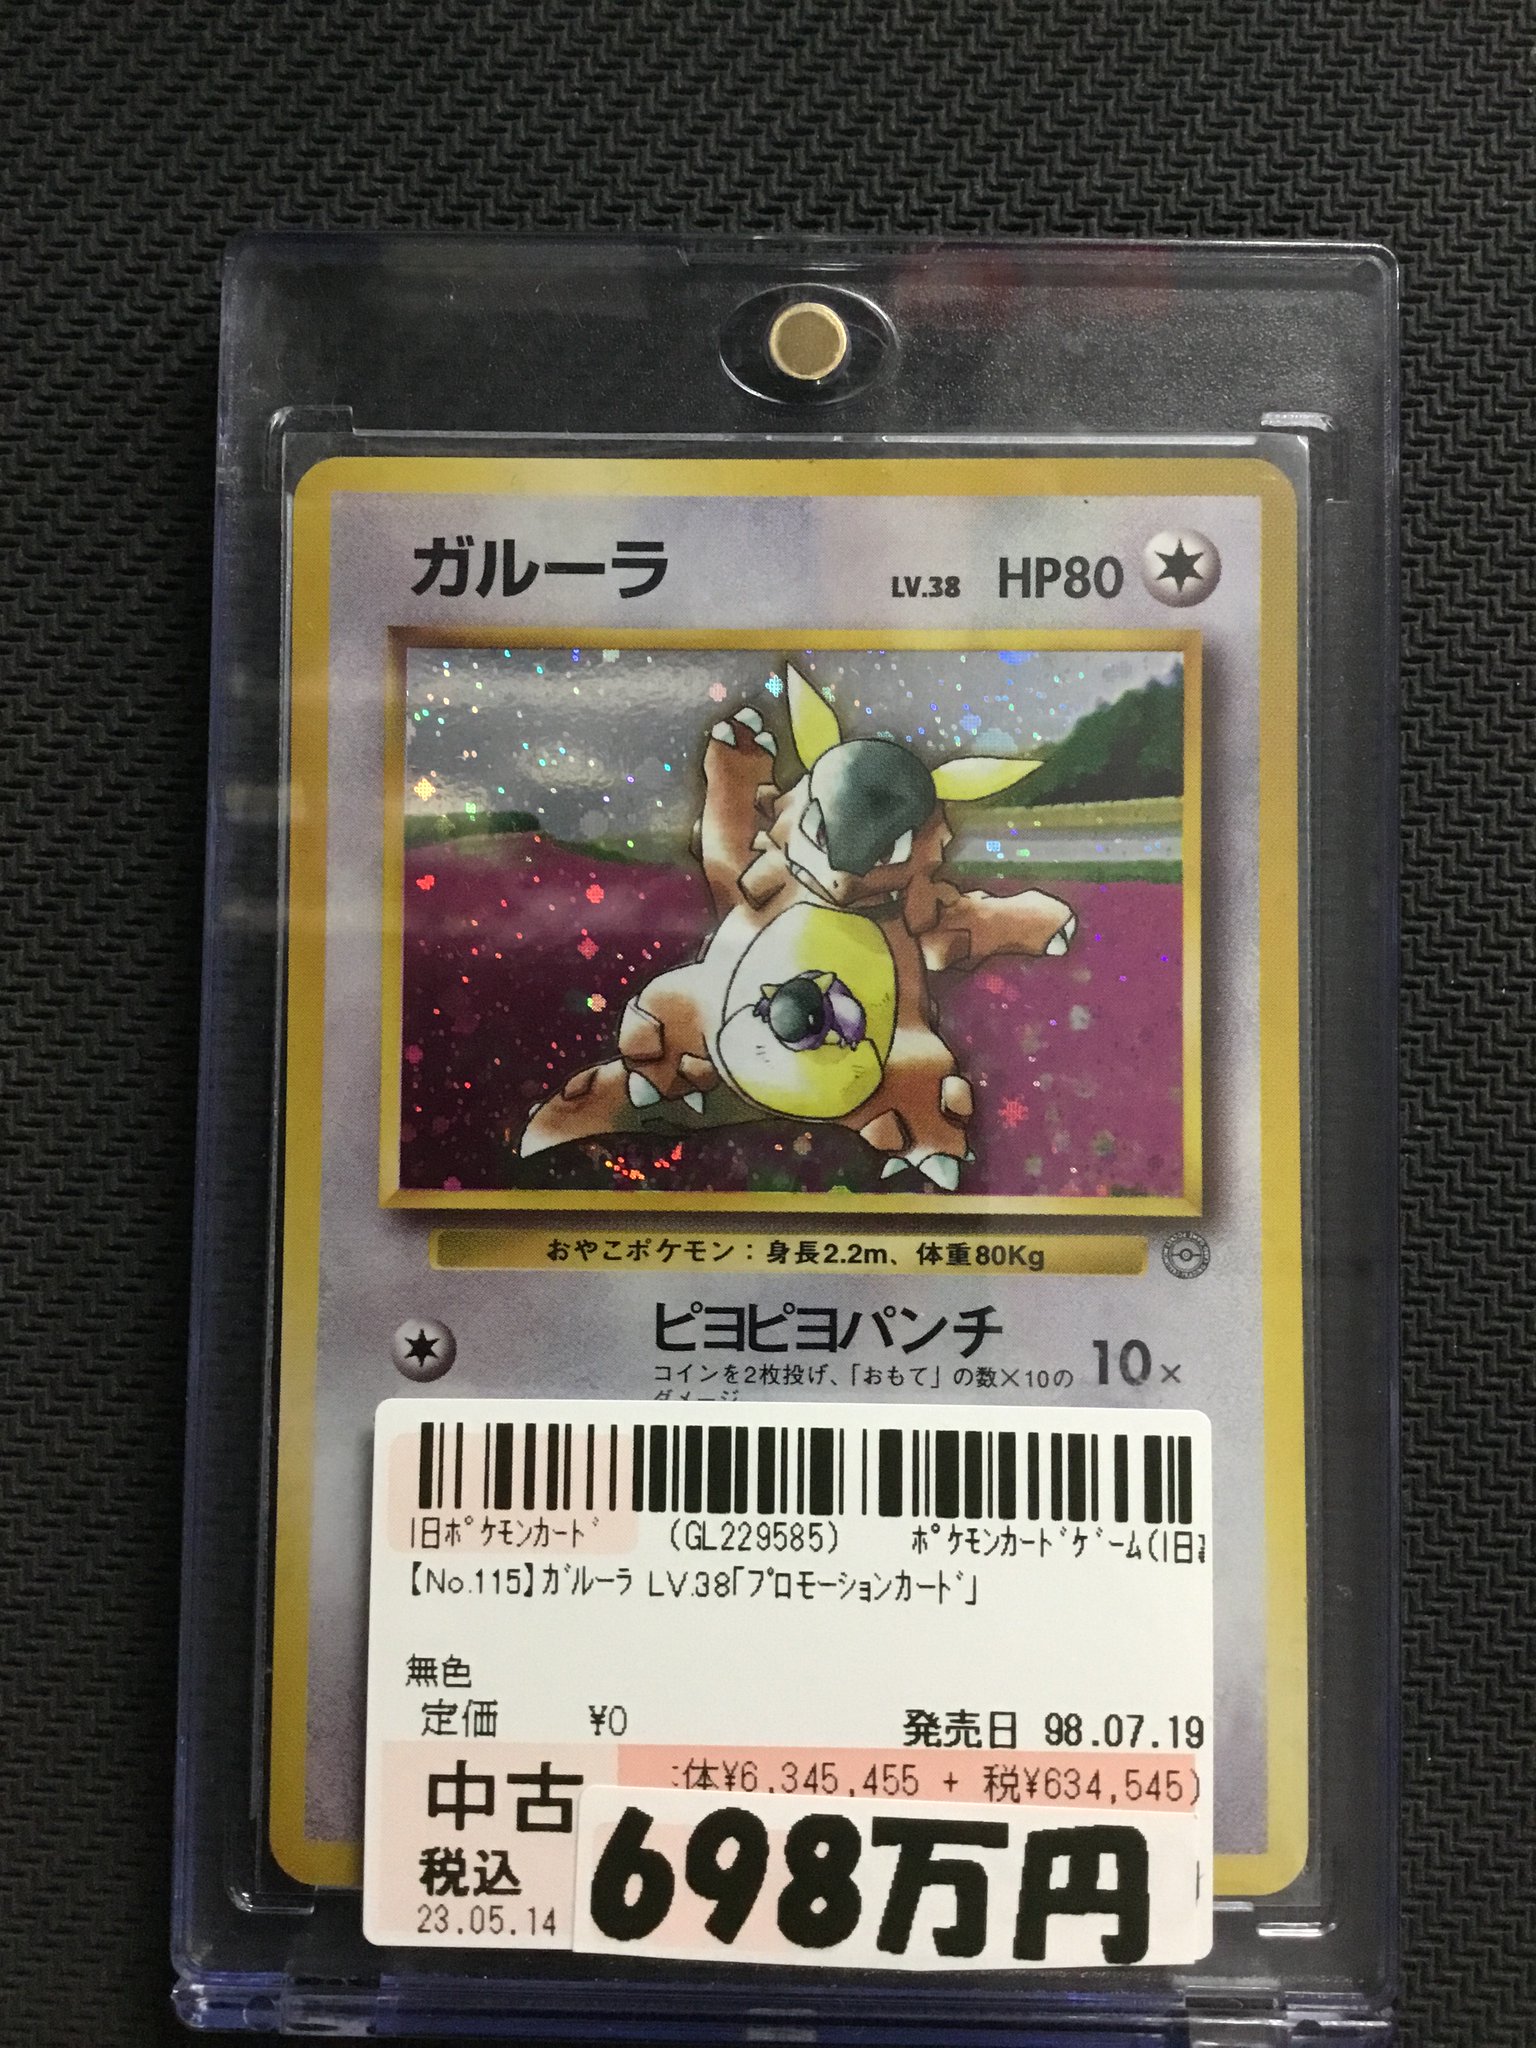 ガルーラ LV.38 HP80
おやこポケモン：身長2.2m、体重80Kg
ピヨピヨパンチ 10×
コインを2枚投げ、「おもて」の数×10の
ダメージ
旧ポケモンカード (GL229585) ポケモンカードゲーム(旧
【No.115】ガルーラ LV.38「プロモーションカード」
無色
定価 ¥0 発売日 98.07.19
中古 体¥6,345,455 + 税¥634,545)
税込 698万円
23.05.14